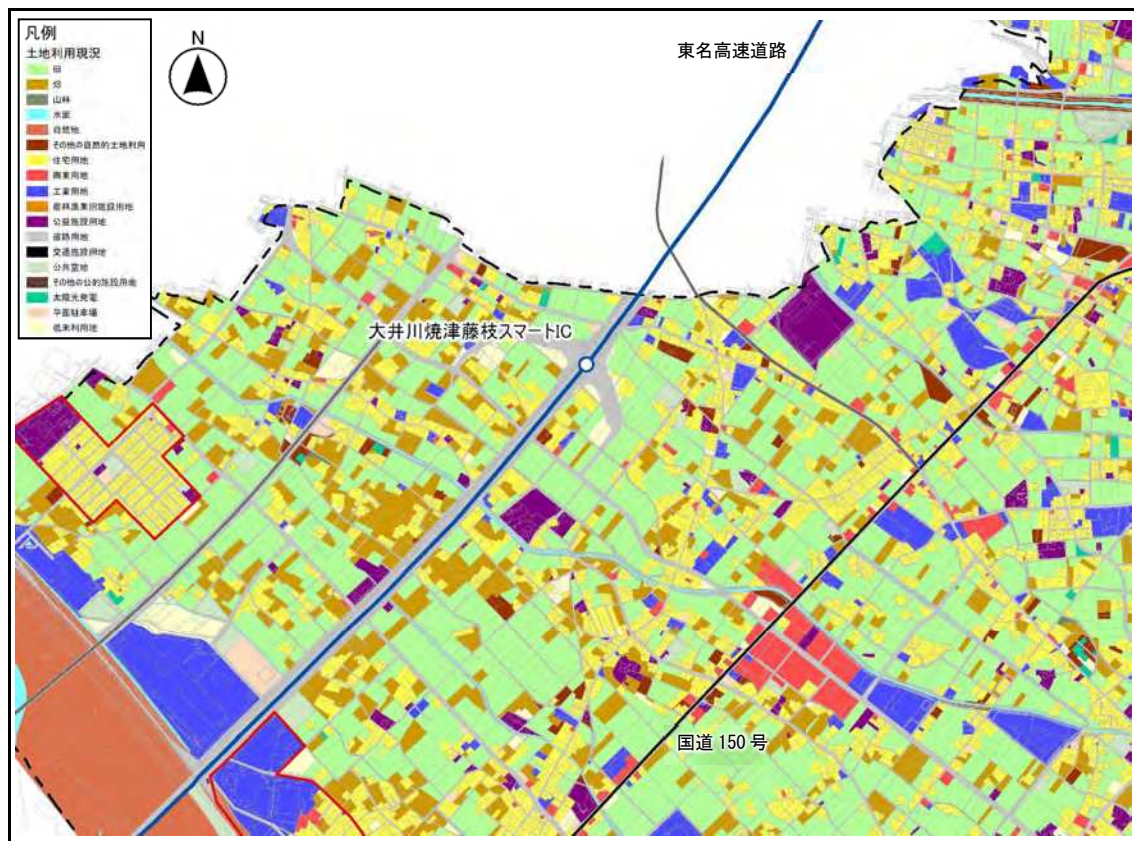 凡例
土地利用現況
田
畑
山林
水面
自然地
その他の自然的土地利用
住宅用地
商業用地
工業用地
農林漁業用施設用地
公益施設用地
道路用地
交通施設用地
公共空地
その他の公的施設用地
太陽光発電
平面駐車場
低未利用地
N
東名高速道路
大井川焼津藤枝スマートIC
国道150号